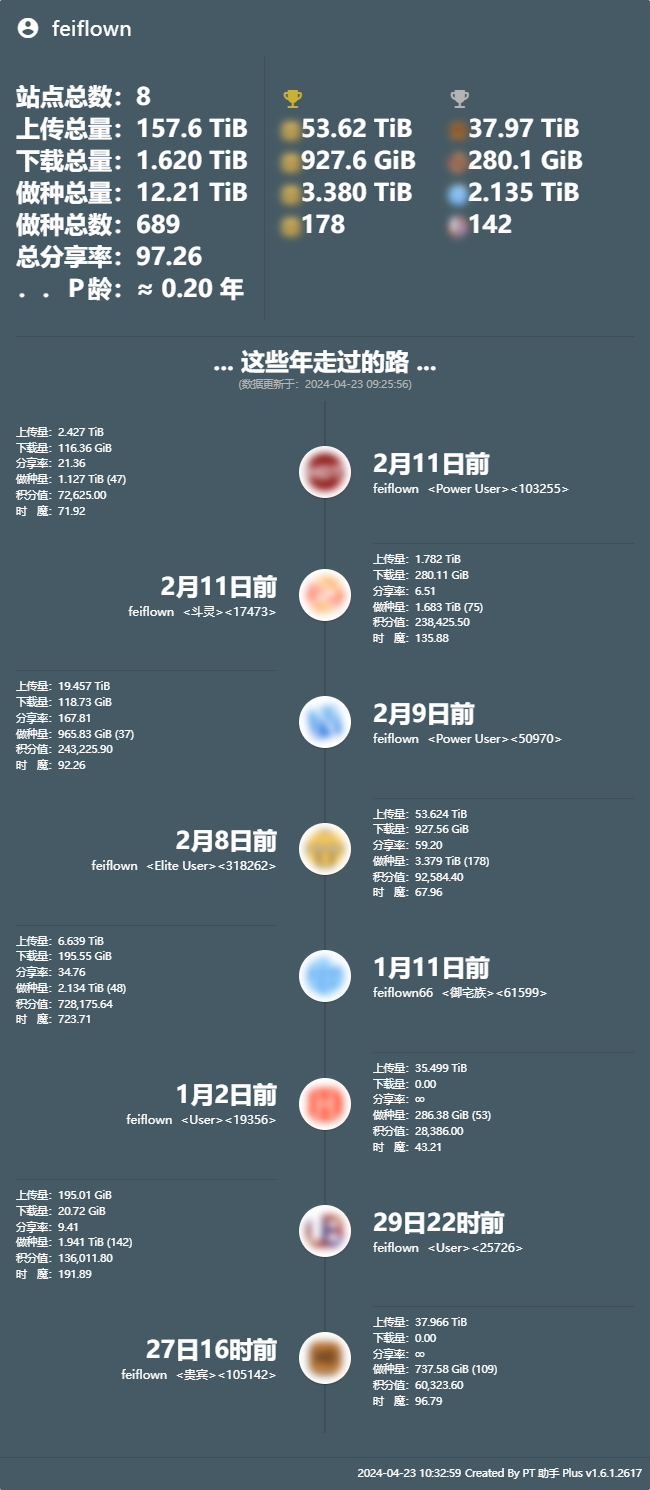 feiflown
站点总数：8
上传总量：157.6 TiB
下载总量：1.620 TiB
做种总量：12.21 TiB
做种总数：689
总分享率：97.26
．．P龄：≈ 0.20 年
53.62 TiB
927.6 GiB
3.380 TiB
178
37.97 TiB
280.1 GiB
2.135 TiB
142
... 这些年走过的路 ...
(数据更新于：2024-04-23 09:25:56)
上传量：2.427 TiB
下载量：116.36 GiB
分享率：21.36
做种量：1.127 TiB (47)
积分值：72,625.00
时　魔：71.92
2月11日前
feiflown <Power User><103255>
2月11日前
feiflown <斗灵><17473>
上传量：1.782 TiB
下载量：280.11 GiB
分享率：6.51
做种量：1.683 TiB (75)
积分值：238,425.50
时　魔：135.88
上传量：19.457 TiB
下载量：118.73 GiB
分享率：167.81
做种量：965.83 GiB (37)
积分值：243,225.90
时　魔：92.26
2月9日前
feiflown <Power User><50970>
2月8日前
feiflown <Elite User><318262>
上传量：53.624 TiB
下载量：927.56 GiB
分享率：59.20
做种量：3.379 TiB (178)
积分值：92,584.40
时　魔：67.96
上传量：6.639 TiB
下载量：195.55 GiB
分享率：34.76
做种量：2.134 TiB (48)
积分值：728,175.64
时　魔：723.71
1月11日前
feiflown66 <御宅族><61599>
1月2日前
feiflown <User><19356>
上传量：35.499 TiB
下载量：0.00
分享率：∞
做种量：286.38 GiB (53)
积分值：28,386.00
时　魔：43.21
上传量：195.01 GiB
下载量：20.72 GiB
分享率：9.41
做种量：1.941 TiB (142)
积分值：136,011.80
时　魔：191.89
29日22时前
feiflown <User><25726>
27日16时前
feiflown <贵宾><105142>
上传量：37.966 TiB
下载量：0.00
分享率：∞
做种量：737.58 GiB (109)
积分值：60,323.60
时　魔：96.79
2024-04-23 10:32:59 Created By PT 助手 Plus v1.6.1.2617